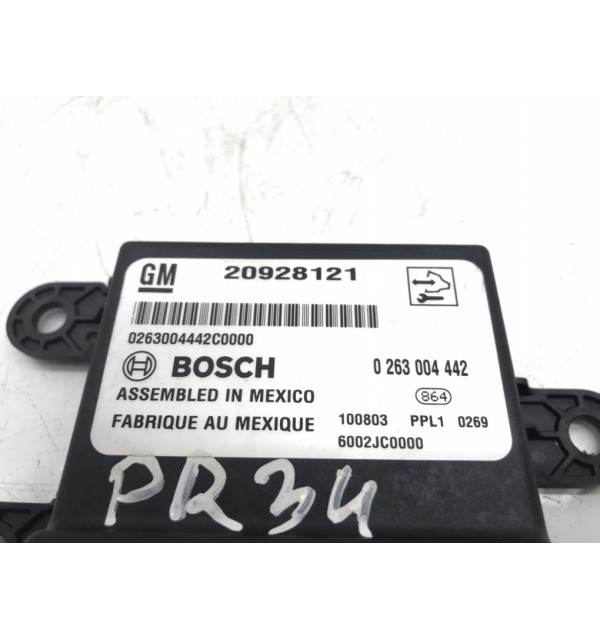 GM 20928121
0263004442C0000
BOSCH 0 263 004 442
ASSEMBLED IN MEXICO 864
FABRIQUE AU MEXIQUE 100803 PPL1 0269
6002JC0000
PR34